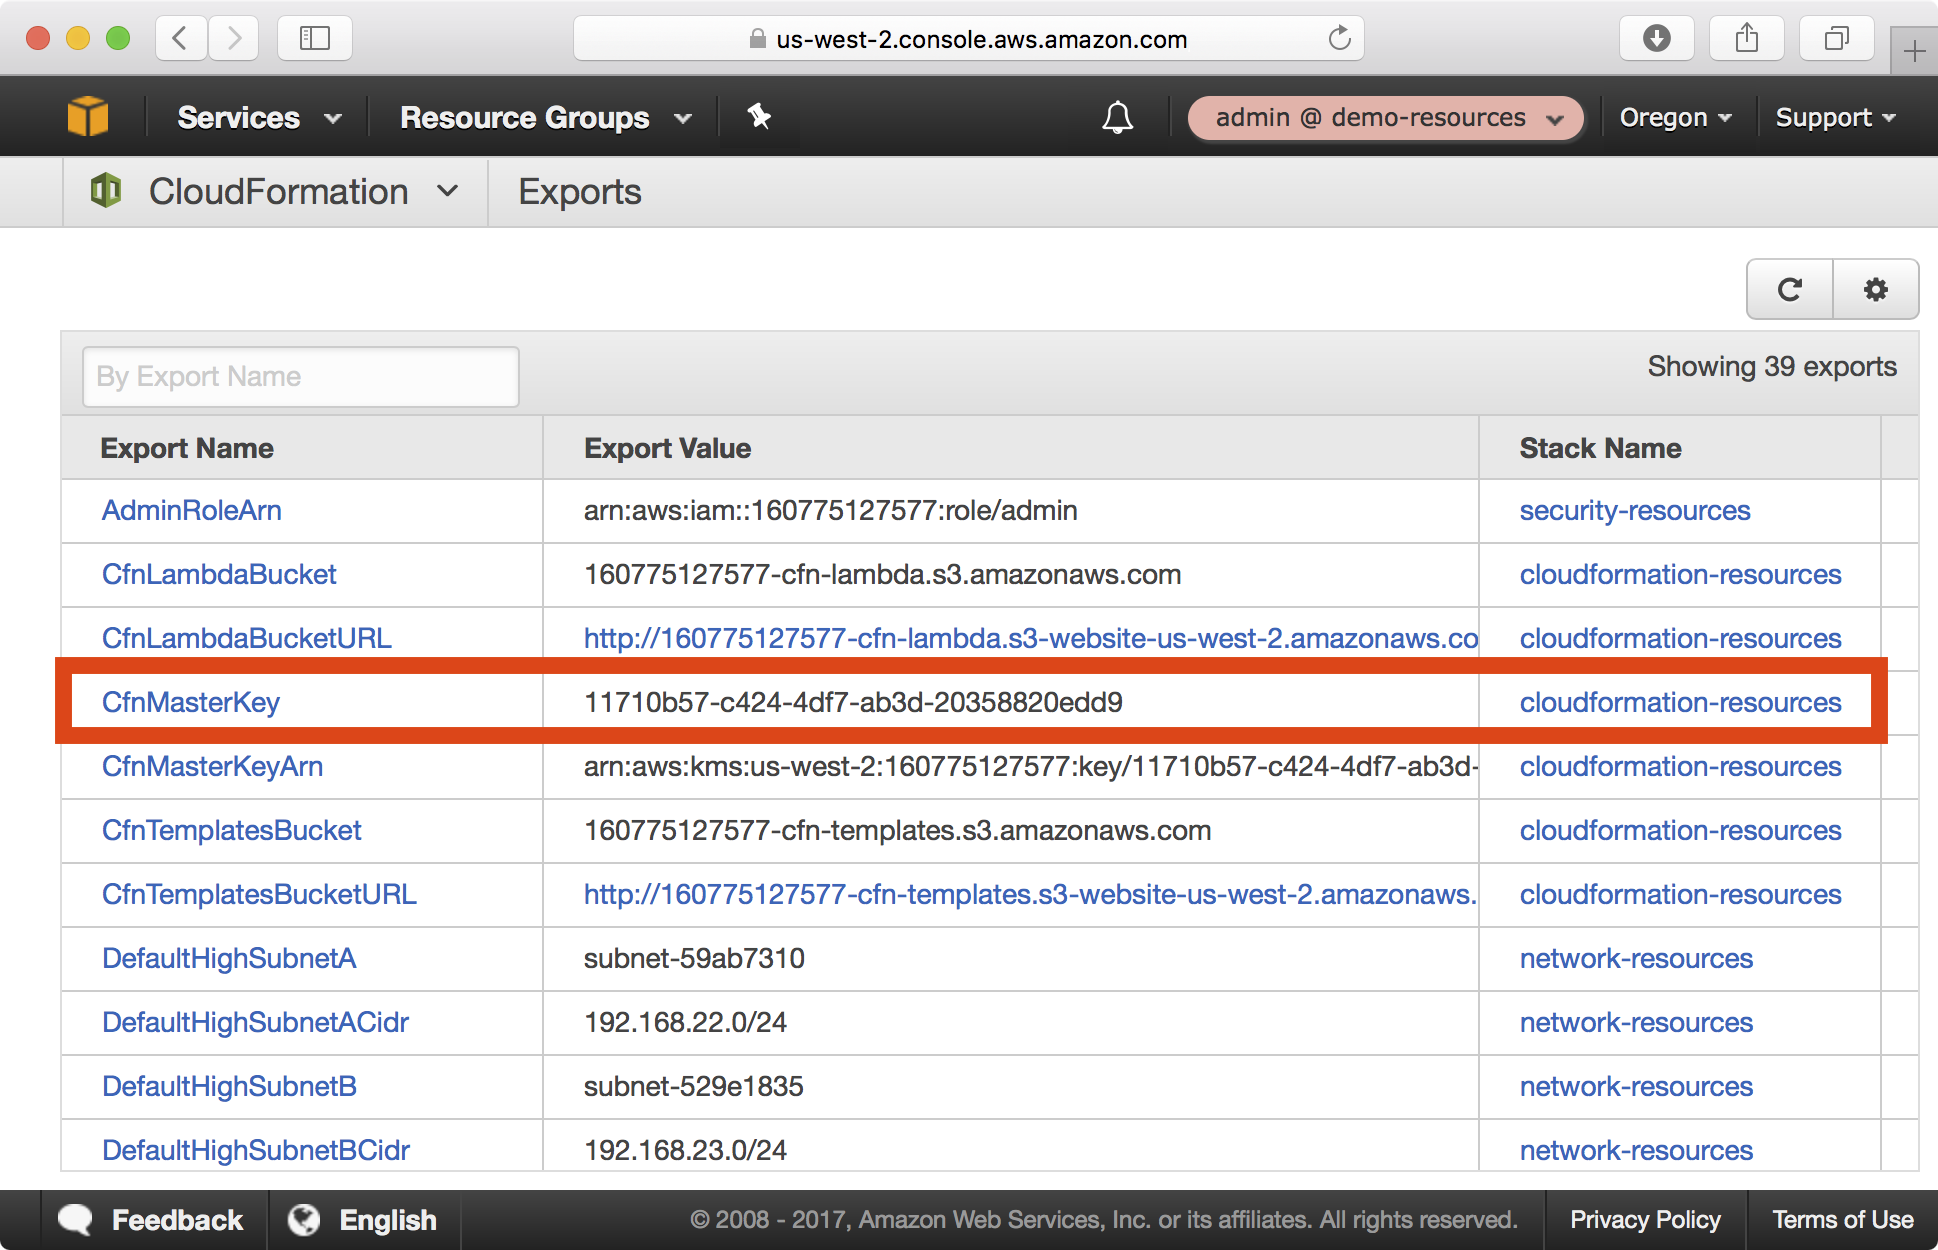 us-west-2.console.aws.amazon.com
Services Resource Groups admin @ demo-resources Oregon Support
CloudFormation Exports
By Export Name Showing 39 exports
Export Name Export Value Stack Name
AdminRoleArn arn:aws:iam::160775127577:role/admin security-resources
CfnLambdaBucket 160775127577-cfn-lambda.s3.amazonaws.com cloudformation-resources
CfnLambdaBucketURL http://160775127577-cfn-lambda.s3-website-us-west-2.amazonaws.co cloudformation-resources
CfnMasterKey 11710b57-c424-4df7-ab3d-20358820edd9 cloudformation-resources
CfnMasterKeyArn arn:aws:kms:us-west-2:160775127577:key/11710b57-c424-4df7-ab3d- cloudformation-resources
CfnTemplatesBucket 160775127577-cfn-templates.s3.amazonaws.com cloudformation-resources
CfnTemplatesBucketURL http://160775127577-cfn-templates.s3-website-us-west-2.amazonaws. cloudformation-resources
DefaultHighSubnetA subnet-59ab7310 network-resources
DefaultHighSubnetACidr 192.168.22.0/24 network-resources
DefaultHighSubnetB subnet-529e1835 network-resources
DefaultHighSubnetBCidr 192.168.23.0/24 network-resources
Feedback English © 2008 - 2017, Amazon Web Services, Inc. or its affiliates. All rights reserved. Privacy Policy Terms of Use